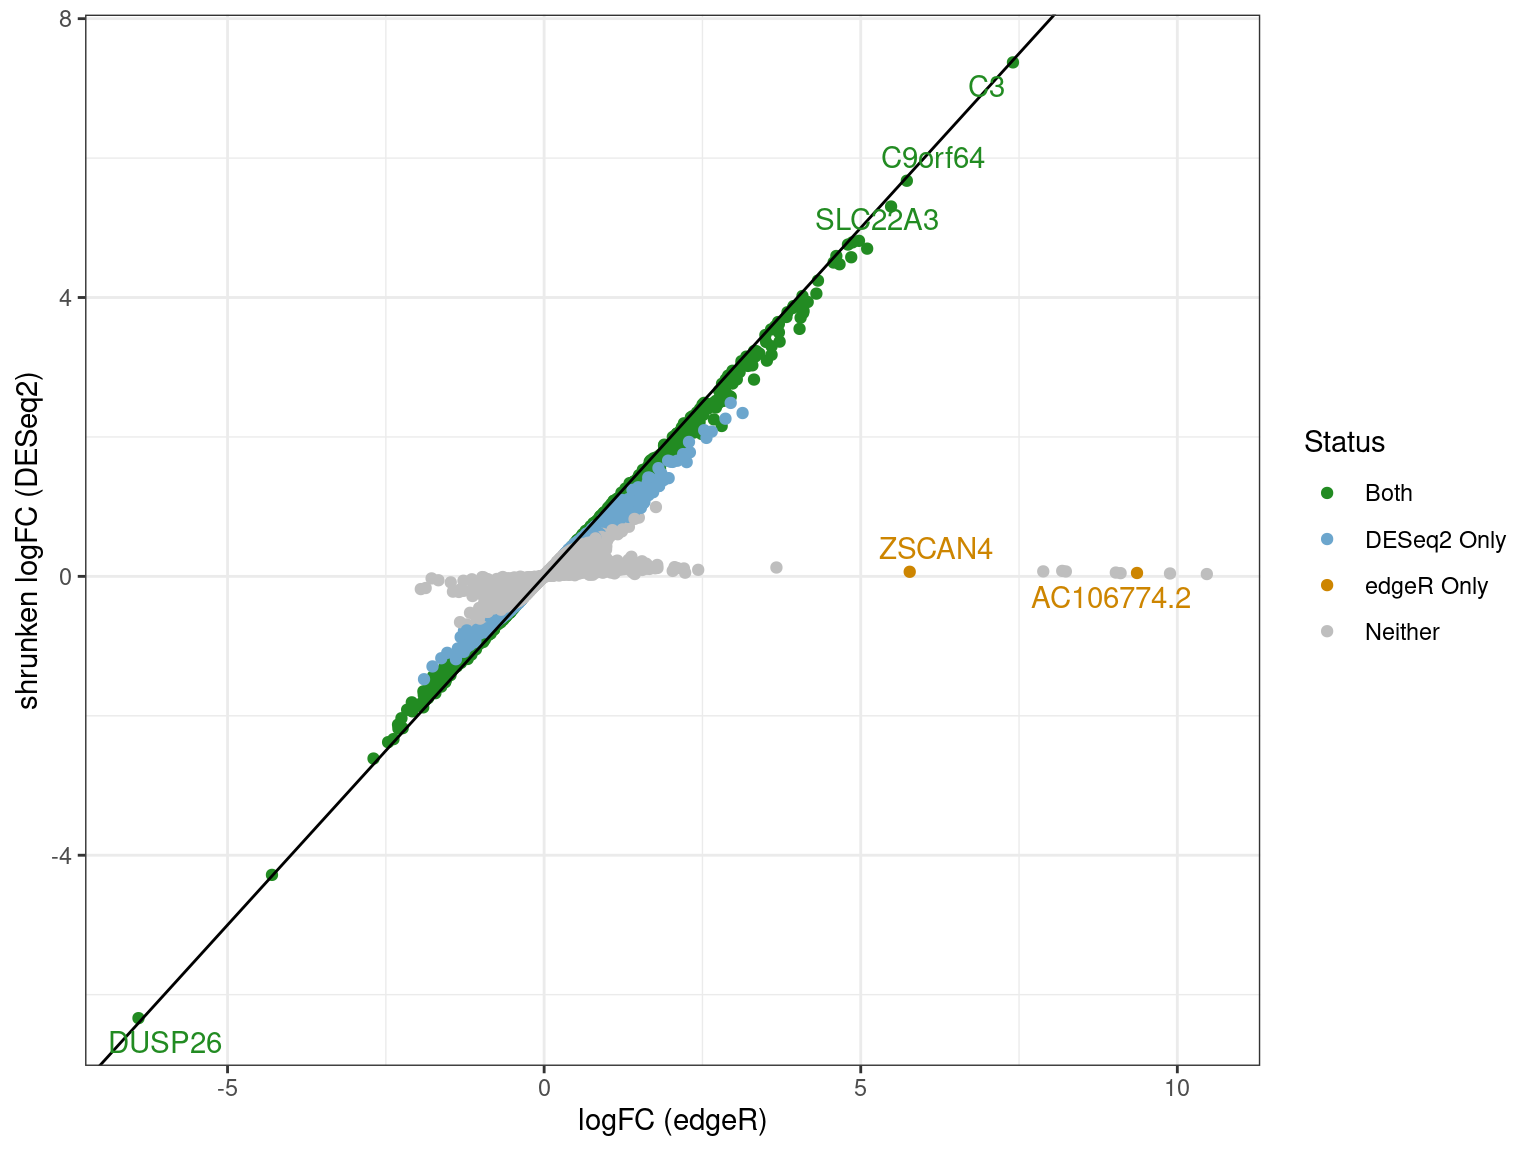 8
4
0
-4
shrunken logFC (DESeq2)
C3
C9orf64
SLC22A3
ZSCAN4
AC106774.2
DUSP26
-5
0
5
10
logFC (edgeR)
Status
Both
DESeq2 Only
edgeR Only
Neither